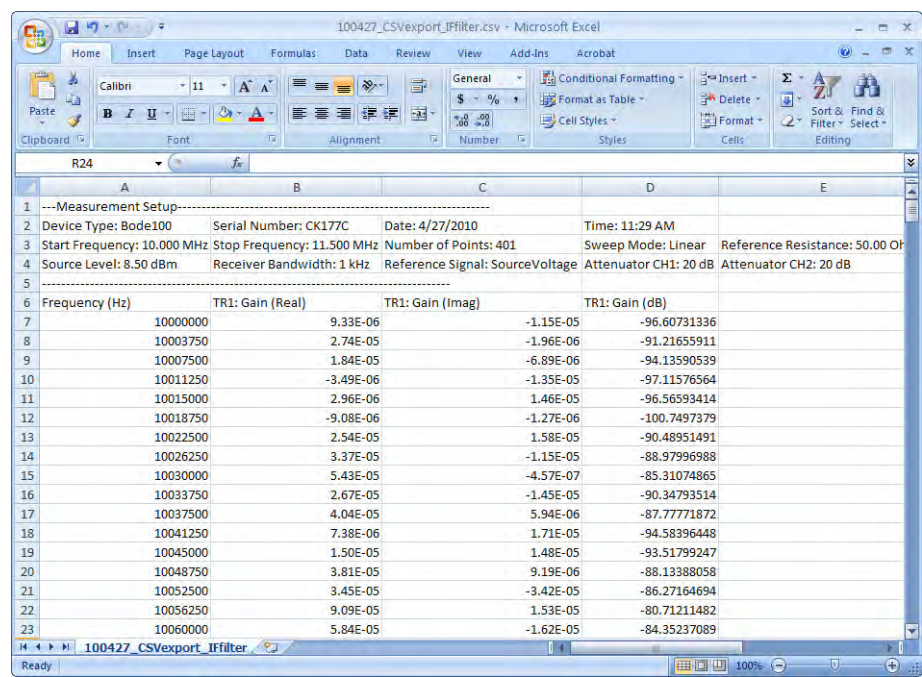 100427_CSVexport_IFfilter.csv - Microsoft Excel
Home Insert Page Layout Formulas Data Review View Add-Ins Acrobat
Paste
Calibri 11
General
Conditional Formatting
Format as Table
Cell Styles
Insert
Delete
Format
Sort & Filter
Find & Select
Clipboard Font Alignment Number Styles Cells Editing
R24
A B C D E
1 ---Measurement Setup---------------------------------------------------------------------
2 Device Type: Bode100 Serial Number: CK177C Date: 4/27/2010 Time: 11:29 AM
3 Start Frequency: 10.000 MHz Stop Frequency: 11.500 MHz Number of Points: 401 Sweep Mode: Linear Reference Resistance: 50.00 Oh
4 Source Level: 8.50 dBm Receiver Bandwidth: 1 kHz Reference Signal: SourceVoltage Attenuator CH1: 20 dB Attenuator CH2: 20 dB
5 ------------------------------------------------------------------------------------------
6 Frequency (Hz) TR1: Gain (Real) TR1: Gain (Imag) TR1: Gain (dB)
7 10000000 9.33E-06 -1.15E-05 -96.60731336
8 10003750 2.74E-05 -1.96E-06 -91.21655911
9 10007500 1.84E-05 -6.89E-06 -94.13590539
10 10011250 -3.49E-06 -1.35E-05 -97.11576564
11 10015000 2.96E-06 1.46E-05 -96.56593414
12 10018750 -9.08E-06 -1.27E-06 -100.7497379
13 10022500 2.54E-05 1.58E-05 -90.48951491
14 10026250 3.37E-05 -1.15E-05 -88.97996988
15 10030000 5.43E-05 -4.57E-07 -85.31074865
16 10033750 2.67E-05 -1.45E-05 -90.34793514
17 10037500 4.04E-05 5.94E-06 -87.77771872
18 10041250 7.38E-06 1.71E-05 -94.58396448
19 10045000 1.50E-05 1.48E-05 -93.51799247
20 10048750 3.81E-05 9.19E-06 -88.13388058
21 10052500 3.45E-05 -3.42E-05 -86.27164694
22 10056250 9.09E-05 1.53E-05 -80.71211482
23 10060000 5.84E-05 -1.62E-05 -84.35237089
100427_CSVexport_IFfilter
Ready 100%